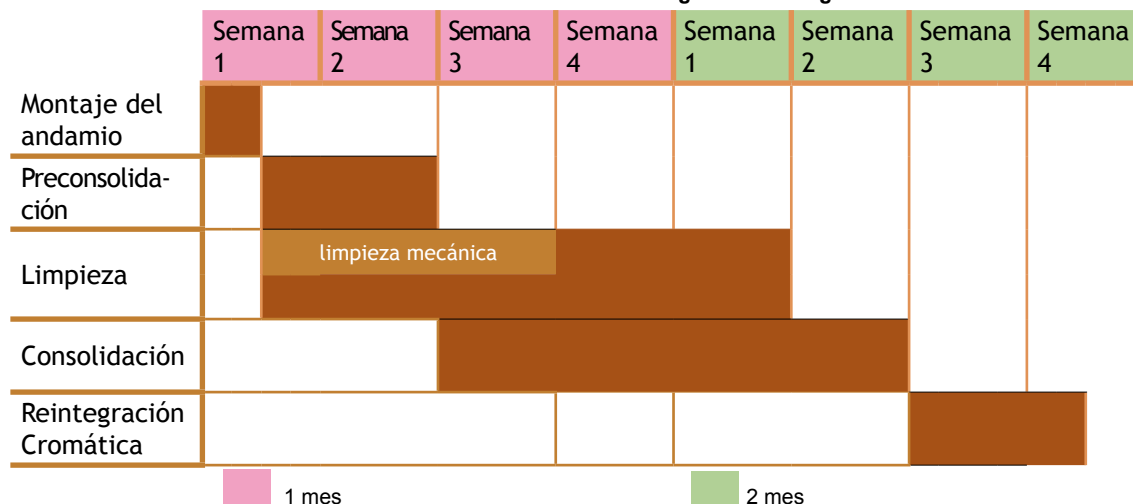 Semana 1 Semana 2 Semana 3 Semana 4 Semana 1 Semana 2 Semana 3 Semana 4
Montaje del
andamio
Preconsolida-
ción
limpieza mecánica
Limpieza
Consolidación
Reintegración
Cromática
1 mes 2 mes